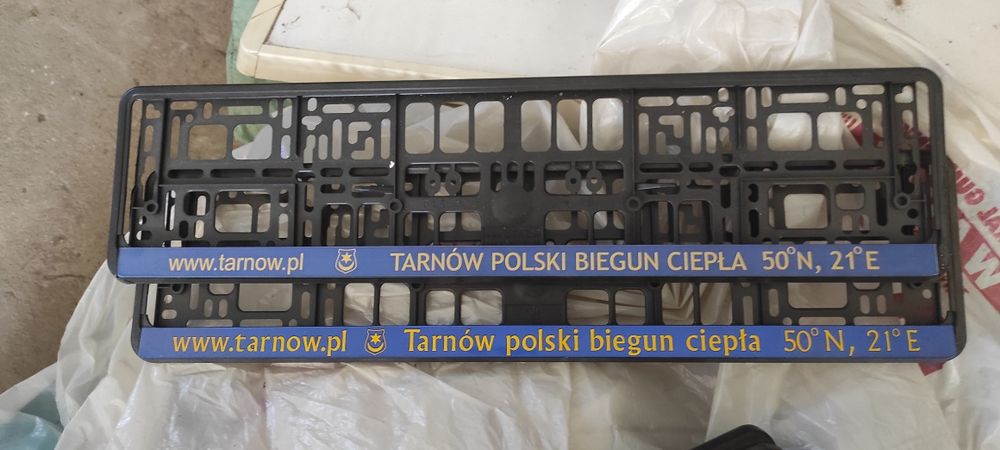 www.tarnow.pl TARNÓW POLSKI BIEGUN CIEPŁA 50°N, 21°E
www.tarnow.pl Tarnów polski biegun ciepła 50°N, 21°E